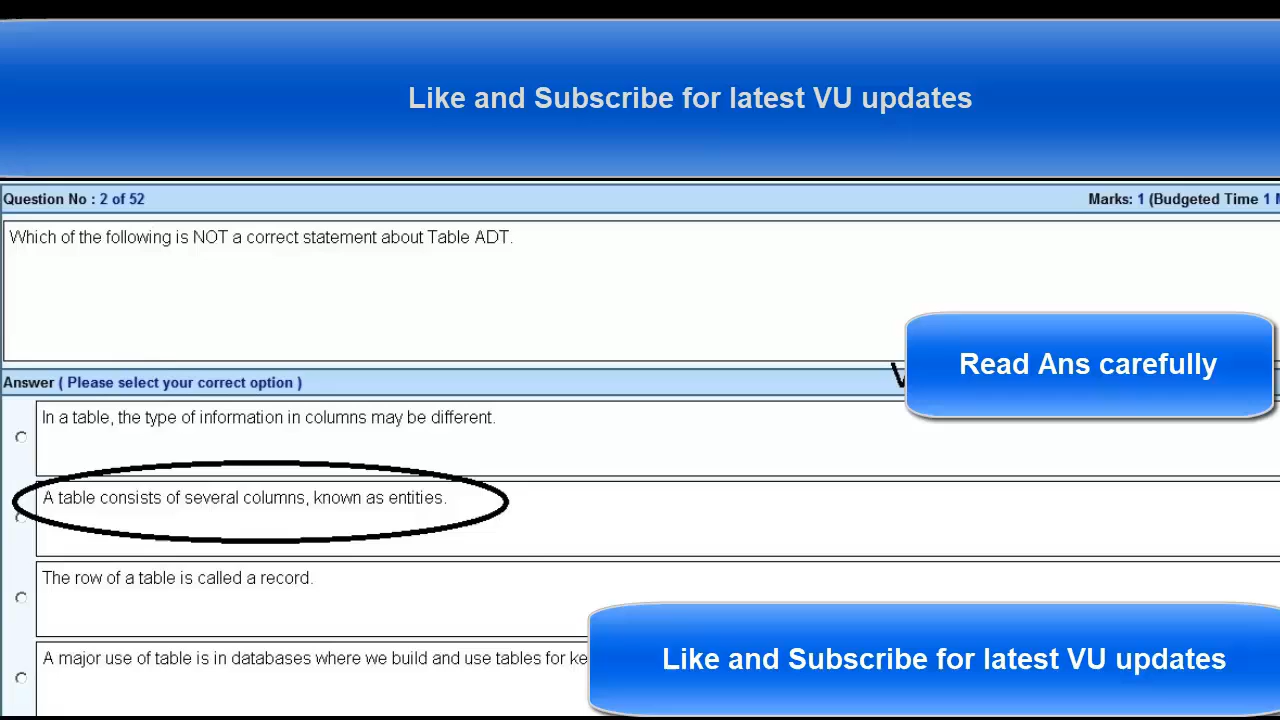 Like and Subscribe for latest VU updates
Question No : 2 of 52
Marks: 1 (Budgeted Time 1
Which of the following is NOT a correct statement about Table ADT.
Read Ans carefully
Answer ( Please select your correct option )
In a table, the type of information in columns may be different.
A table consists of several columns, known as entities.
The row of a table is called a record.
A major use of table is in databases where we build and use tables for ke
Like and Subscribe for latest VU updates